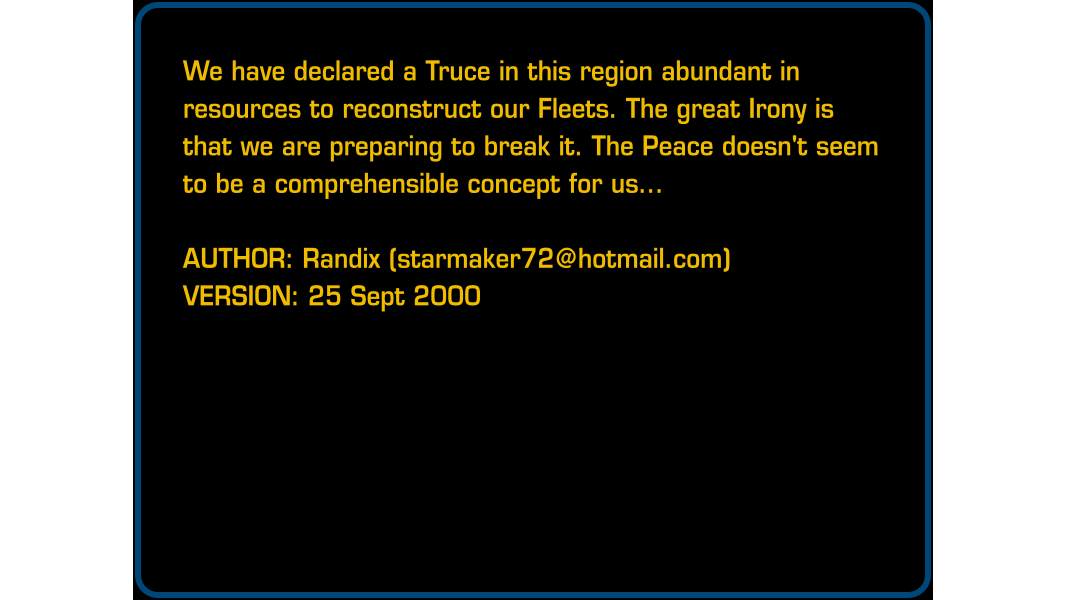 We have declared a Truce in this region abundant in
resources to reconstruct our Fleets. The great Irony is
that we are preparing to break it. The Peace doesn't seem
to be a comprehensible concept for us...
AUTHOR: Randix (starmaker72@hotmail.com)
VERSION: 25 Sept 2000